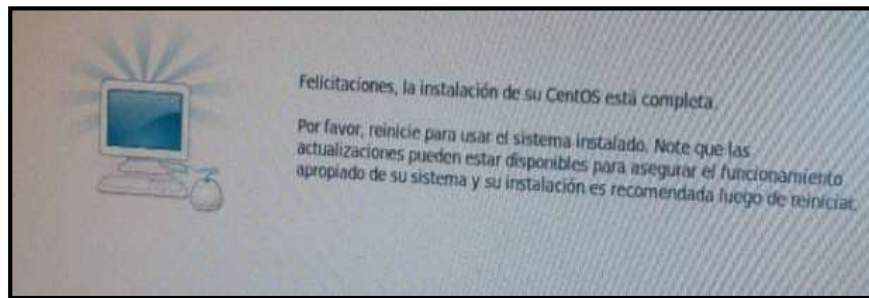 Felicitaciones, la instalación de su CentOS está completa.
Por favor, reinicie para usar el sistema instalado. Note que las
actualizaciones pueden estar disponibles para asegurar el funcionamiento
apropiado de su sistema y su instalación es recomendada luego de reiniciar.